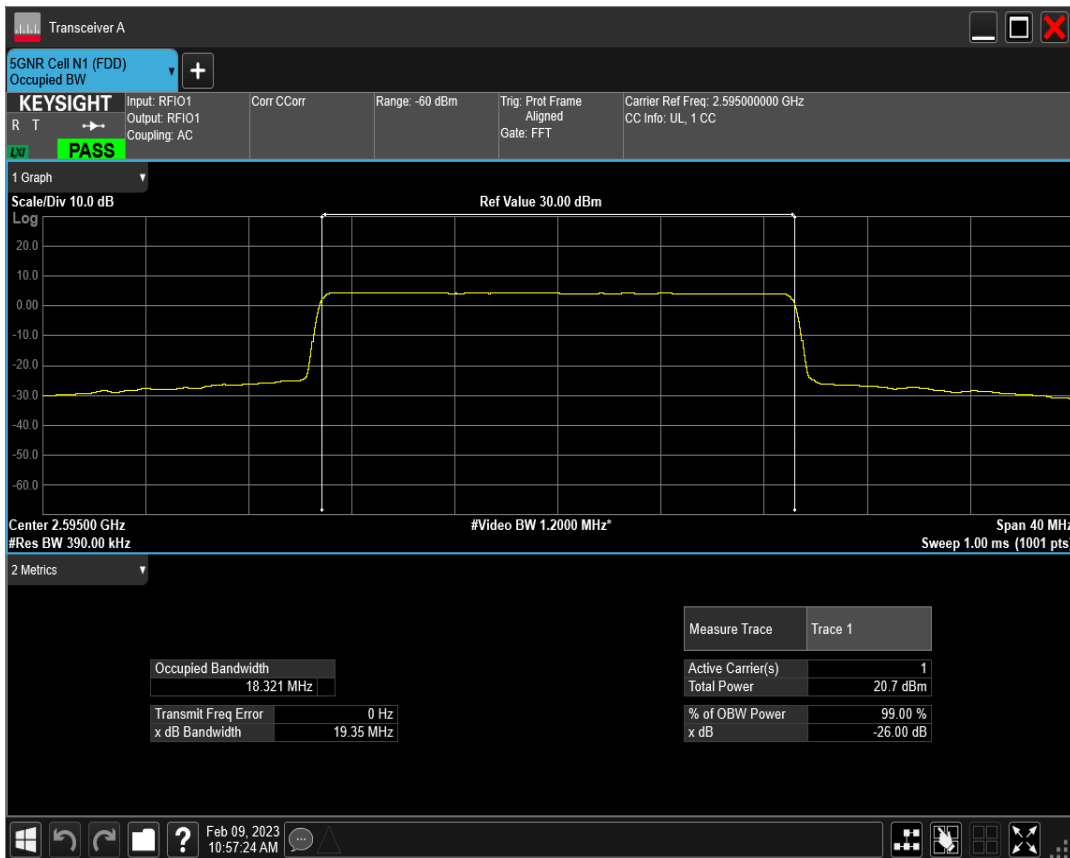 Transceiver A
5GNR Cell N1 (FDD)
Occupied BW
+
KEYSIGHT
R T
LXI
PASS
Input: RFIO1
Output: RFIO1
Coupling: AC
Corr CCorr
Range: -60 dBm
Trig: Prot Frame
Aligned
Gate: FFT
Carrier Ref Freq: 2.595000000 GHz
CC Info: UL, 1 CC
1 Graph
Scale/Div 10.0 dB
Ref Value 30.00 dBm
Log
20.0
10.0
0.00
-10.0
-20.0
-30.0
-40.0
-50.0
-60.0
Center 2.59500 GHz
#Video BW 1.2000 MHz*
Span 40 MHz
#Res BW 390.00 kHz
Sweep 1.00 ms (1001 pts)
2 Metrics
Measure Trace Trace 1
Occupied Bandwidth
18.321 MHz
Active Carrier(s) 1
Total Power 20.7 dBm
Transmit Freq Error 0 Hz
x dB Bandwidth 19.35 MHz
% of OBW Power 99.00 %
x dB -26.00 dB
?
Feb 09, 2023
10:57:24 AM